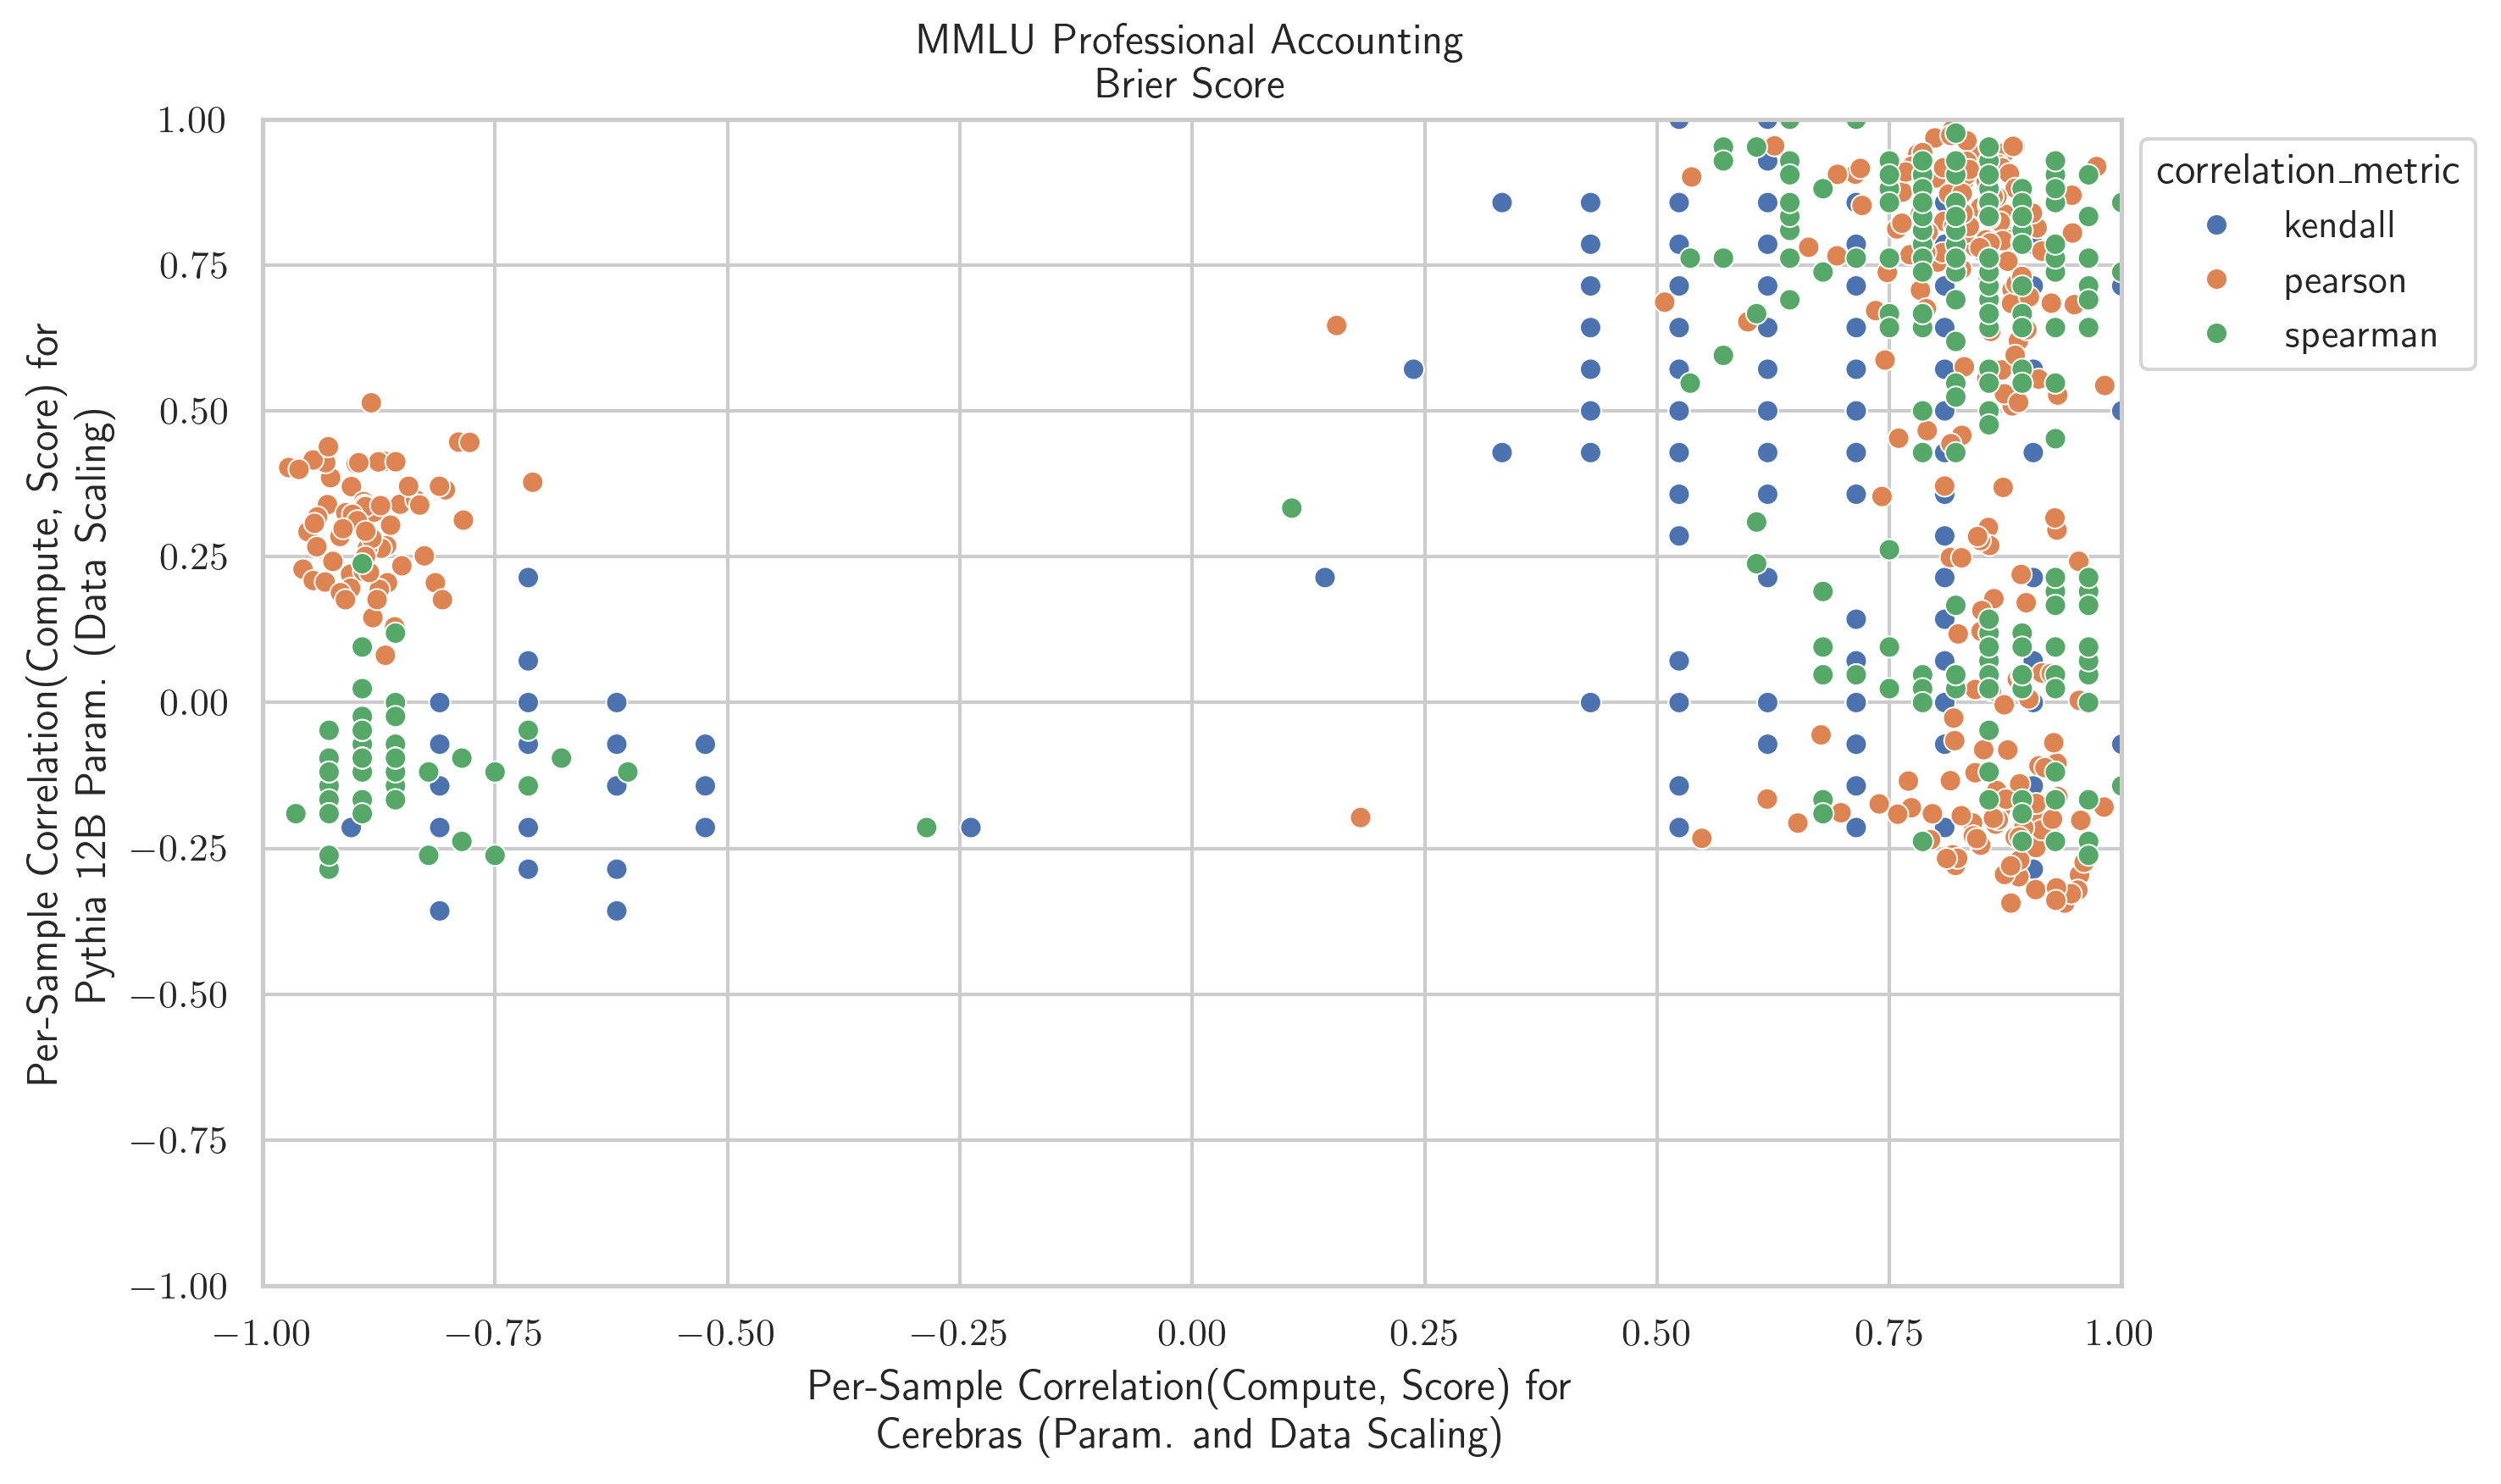 MMLU Professional Accounting
Brier Score
Per-Sample Correlation(Compute, Score) for
Pythia 12B Param. (Data Scaling)
1.00
0.75
0.50
0.25
0.00
−0.25
−0.50
−0.75
−1.00
−1.00 −0.75 −0.50 −0.25 0.00 0.25 0.50 0.75 1.00
Per-Sample Correlation(Compute, Score) for
Cerebras (Param. and Data Scaling)
correlation_metric
kendall
pearson
spearman